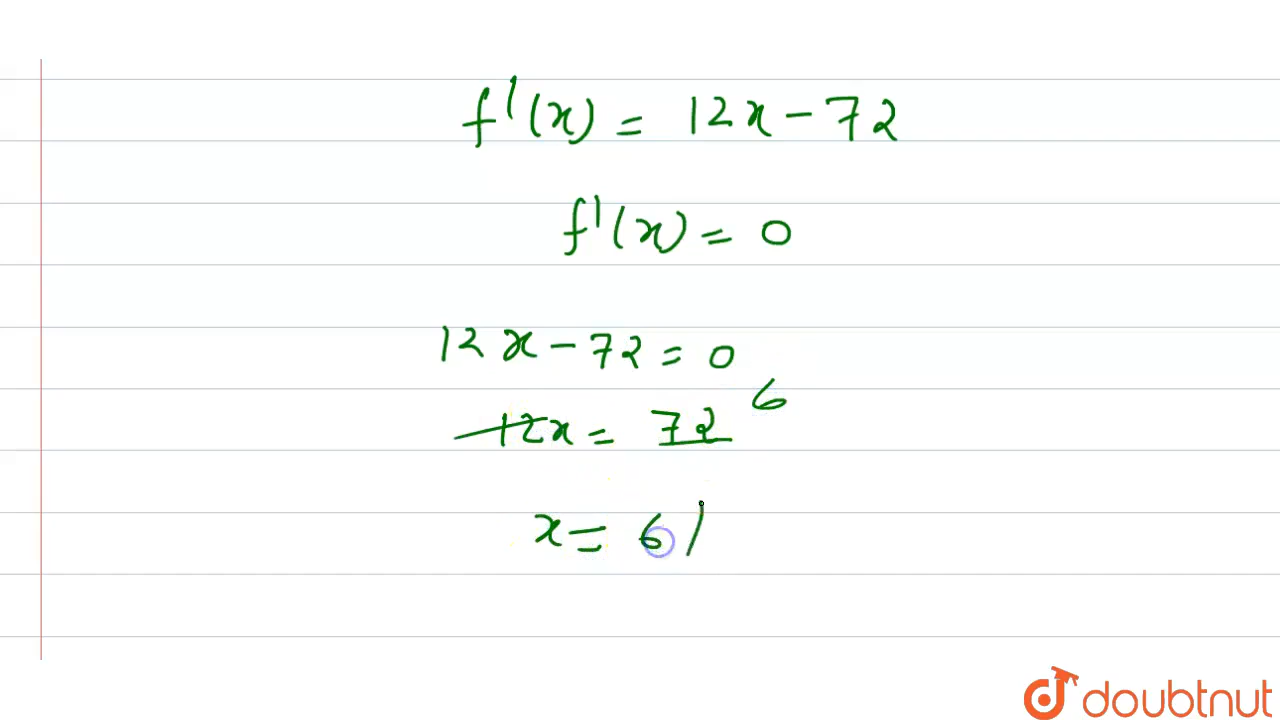 f'(x) = 12x - 72
f'(x) = 0
12x - 72 = 0
6
12x = 72
x = 6
doubtnut